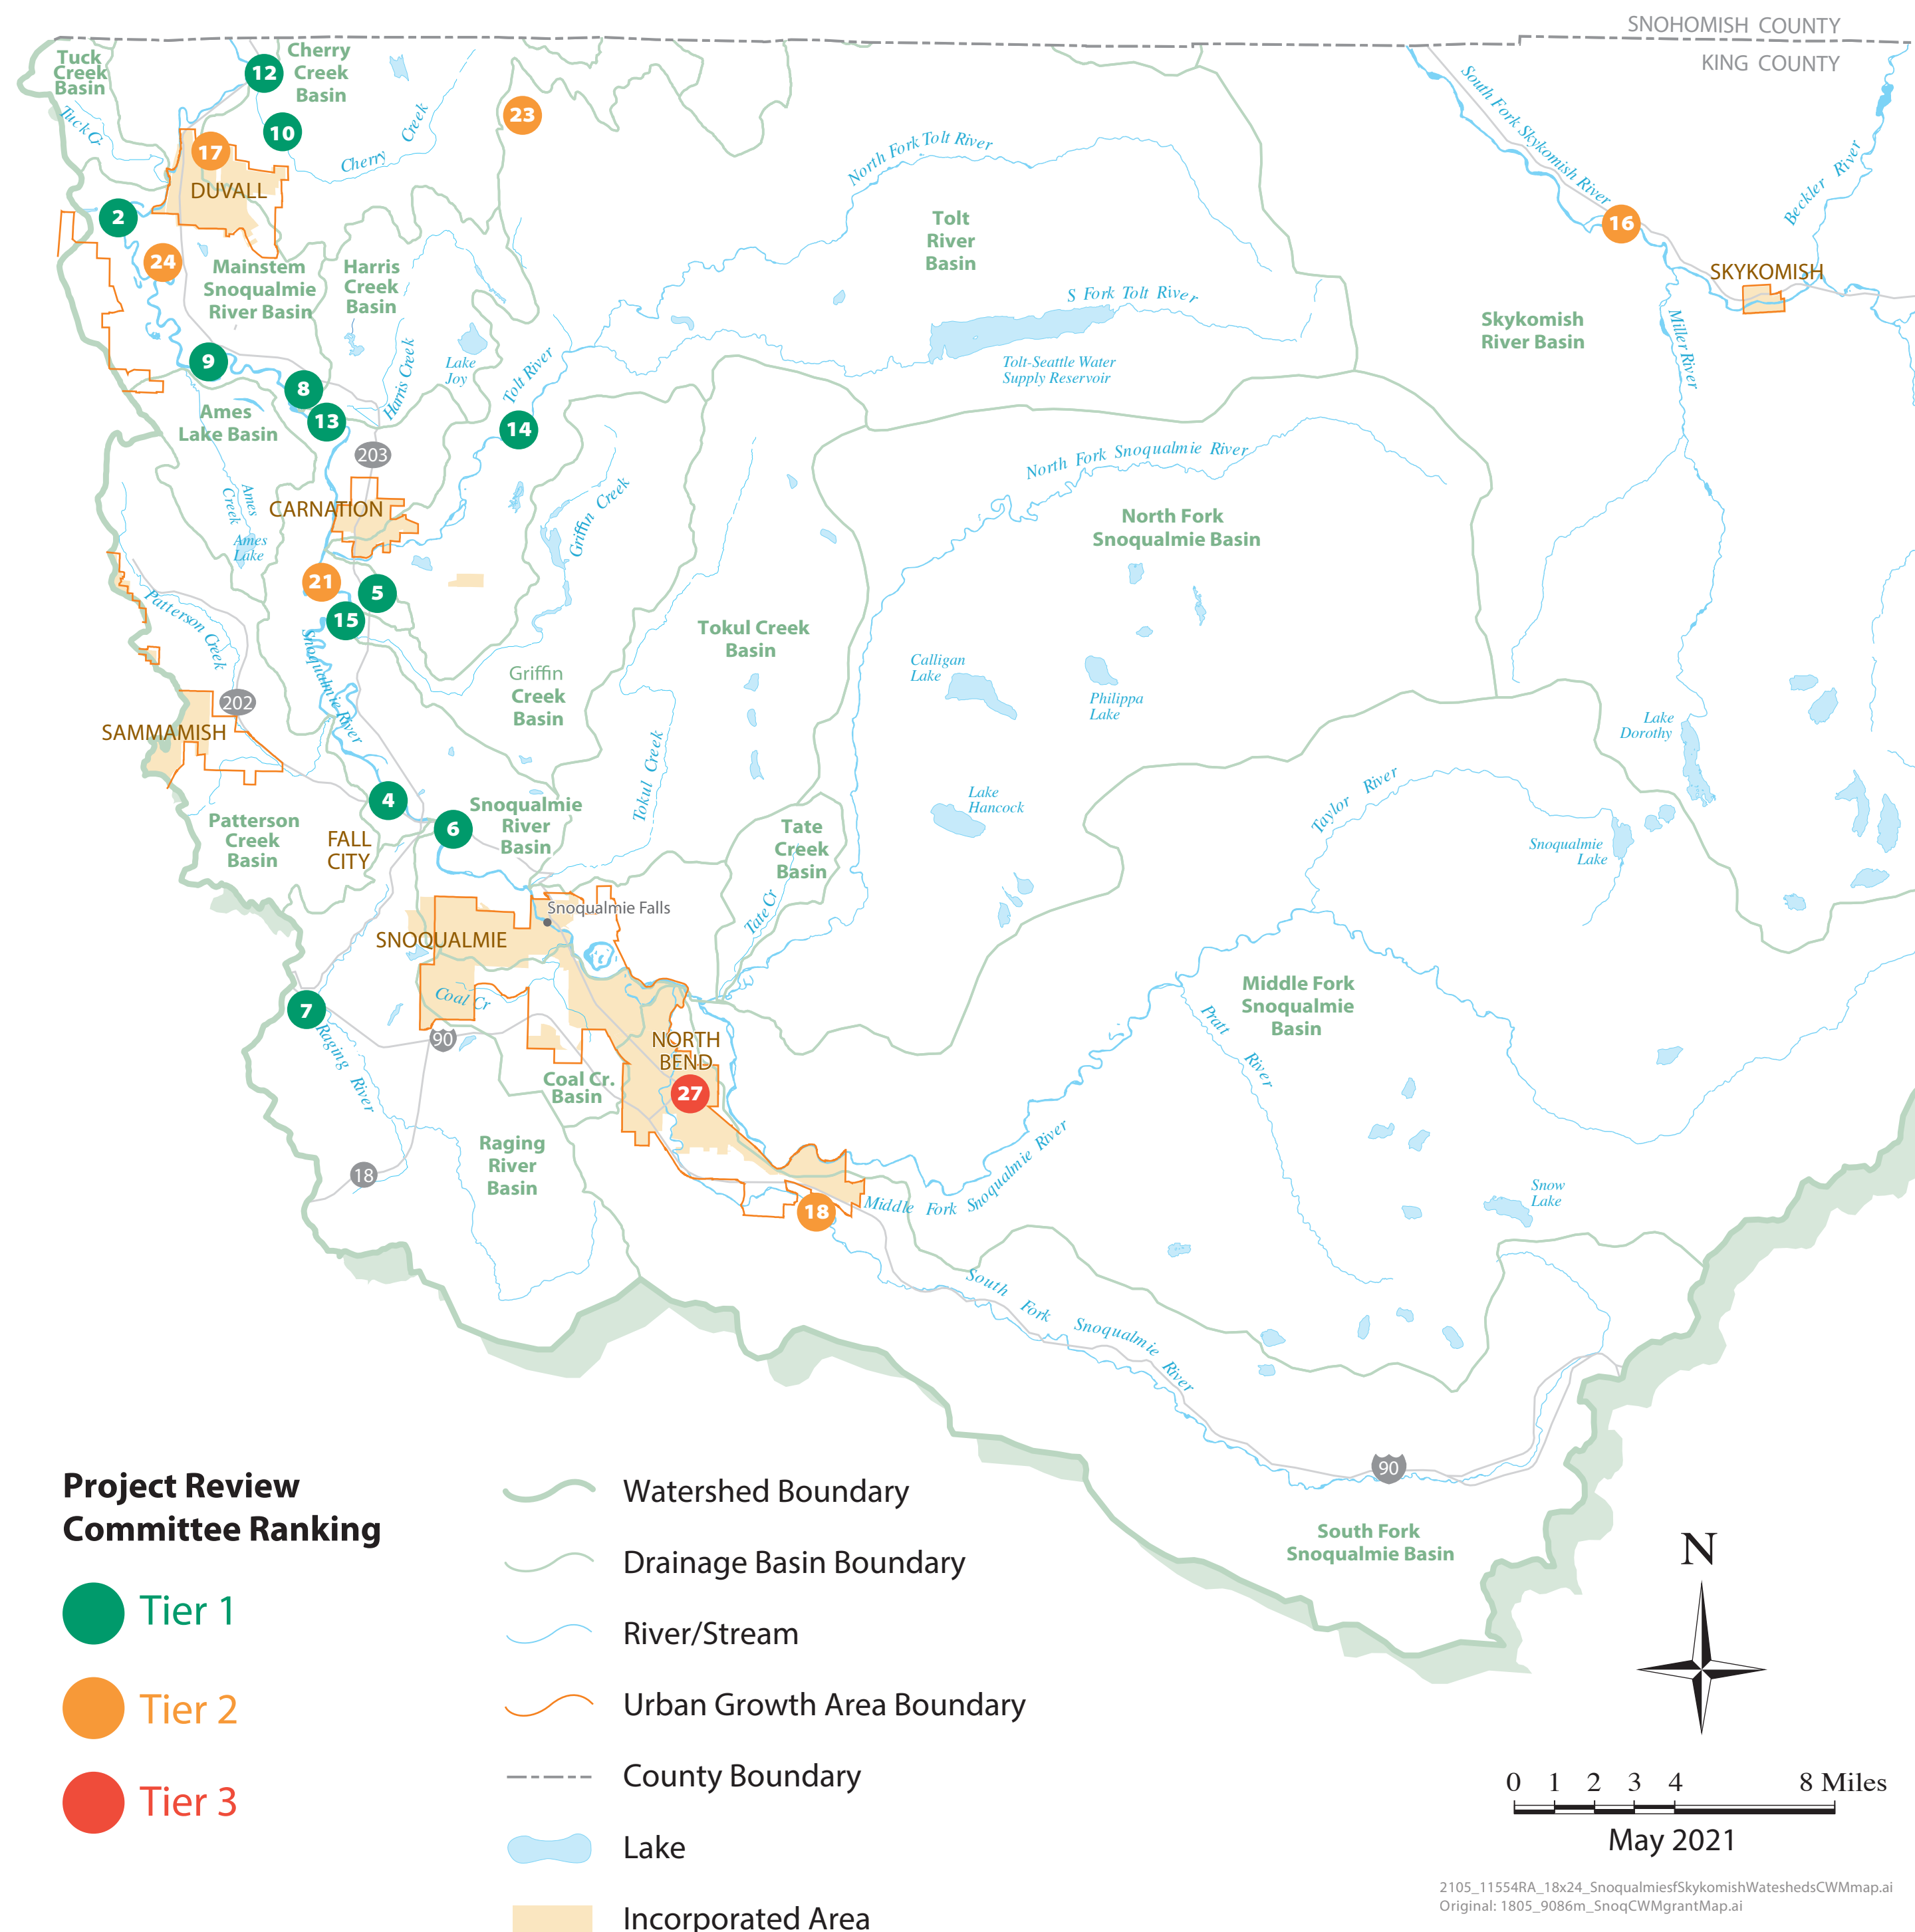 SNOHOMISH COUNTY
KING COUNTY
Tuck
Creek
Basin
Tuck Cr.
12
Cherry
Creek
Basin
10
Cherry Creek
23
17
DUVALL
2
24
Mainstem
Snoqualmie
River Basin
Harris
Creek
Basin
North Fork Tolt River
Tolt
River
Basin
S Fork Tolt River
Tolt-Seattle Water
Supply Reservoir
South Fork Skykomish River
Beckler River
16
SKYKOMISH
Skykomish
River Basin
Miller River
9
8
13
Harris Creek
Lake
Joy
Tolt River
14
Ames
Lake Basin
203
Ames
Creek
Ames
Lake
CARNATION
Griffin Creek
North Fork Snoqualmie River
North Fork
Snoqualmie Basin
21
5
15
Patterson Creek
Snoqualmie River
Tokul Creek
Basin
Griffin
Creek
Basin
Calligan
Lake
Philippa
Lake
Lake
Dorothy
202
SAMMAMISH
Tokul Creek
4
6
Snoqualmie
River
Basin
Patterson
Creek
Basin
FALL
CITY
Tate
Creek
Basin
Tate Cr
Lake
Hancock
Taylor River
Snoqualmie
Lake
Snoqualmie Falls
SNOQUALMIE
Coal Cr
7
Raging River
90
NORTH
BEND
27
Coal Cr.
Basin
Middle Fork
Snoqualmie
Basin
Pratt River
18
Raging
River
Basin
18
Middle Fork Snoqualmie River
Snow
Lake
South Fork Snoqualmie River
90
South Fork
Snoqualmie Basin
Project Review
Committee Ranking
Tier 1
Tier 2
Tier 3
Watershed Boundary
Drainage Basin Boundary
River/Stream
Urban Growth Area Boundary
County Boundary
Lake
Incorporated Area
N
0 1 2 3 4 8 Miles
May 2021
2105_11554RA_18x24_SnoqualmiesfSkykomishWateshedsCWMmap.ai
Original: 1805_9086m_SnoqCWMgrantMap.ai